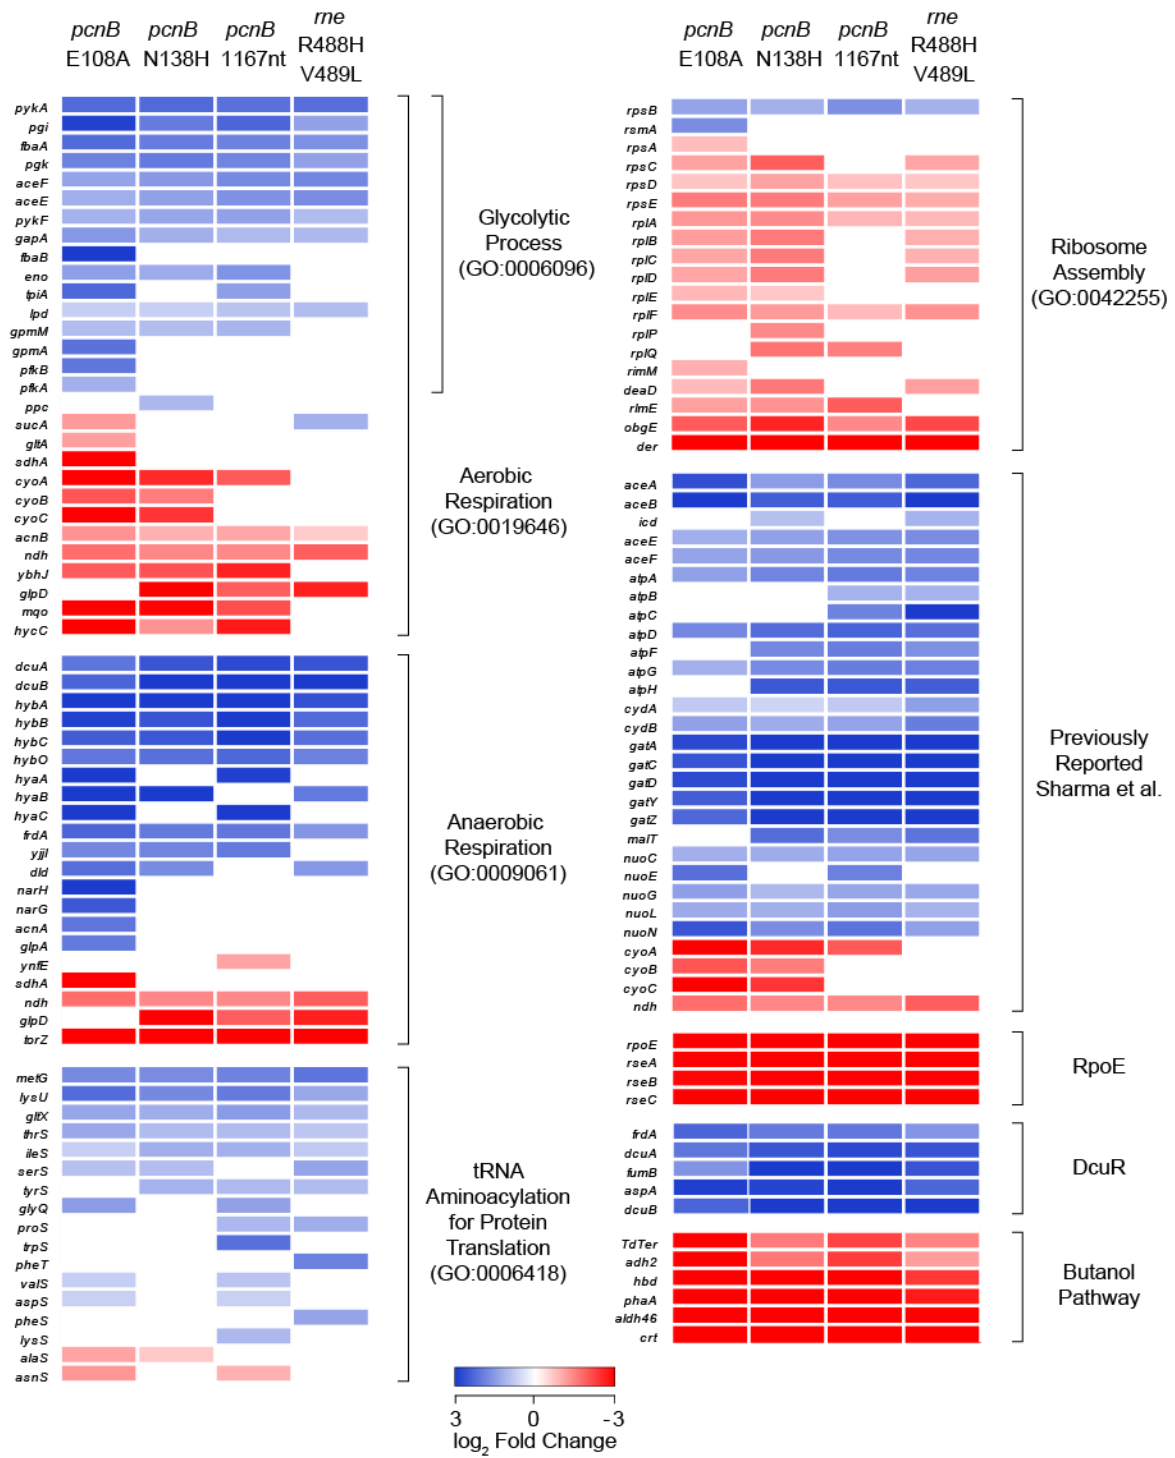 pcnB
E108A
pcnB
N138H
pcnB
1167nt
rne
R488H
V489L
pykA
pgi
fbaA
pgk
aceF
aceE
pykF
gapA
fbaB
eno
tpiA
lpd
gpmM
gpmA
pfkB
pfkA
ppc
sucA
gltA
sdhA
cyoA
cyoB
cyoC
acnB
ndh
ybhJ
glpD
mqo
hycC
Glycolytic
Process
(GO:0006096)
Aerobic
Respiration
(GO:0019646)
dcuA
dcuB
hybA
hybB
hybC
hybO
hyaA
hyaB
hyaC
frdA
yjjI
dld
narH
narG
acnA
glpA
ynfE
sdhA
ndh
glpD
torZ
Anaerobic
Respiration
(GO:0009061)
metG
lysU
gltX
thrS
ileS
serS
tyrS
glyQ
proS
trpS
pheT
valS
aspS
pheS
lysS
alaS
asnS
tRNA
Aminoacylation
for Protein
Translation
(GO:0006418)
pcnB
E108A
pcnB
N138H
pcnB
1167nt
rne
R488H
V489L
rpsB
rsmA
rpsA
rpsC
rpsD
rpsE
rplA
rplB
rplC
rplD
rplE
rplF
rplP
rplQ
rimM
deaD
rlmE
obgE
der
Ribosome
Assembly
(GO:0042255)
aceA
aceB
icd
aceE
aceF
atpA
atpB
atpC
atpD
atpF
atpG
atpH
cydA
cydB
gatA
gatC
gatD
gatY
gatZ
malT
nuoC
nuoE
nuoG
nuoL
nuoN
cyoA
cyoB
cyoC
ndh
Previously
Reported
Sharma et al.
rpoE
rseA
rseB
rseC
RpoE
frdA
dcuA
fumB
aspA
dcuB
DcuR
TdTer
adh2
hbd
phaA
aldh46
crt
Butanol
Pathway
3 0 -3
log2 Fold Change